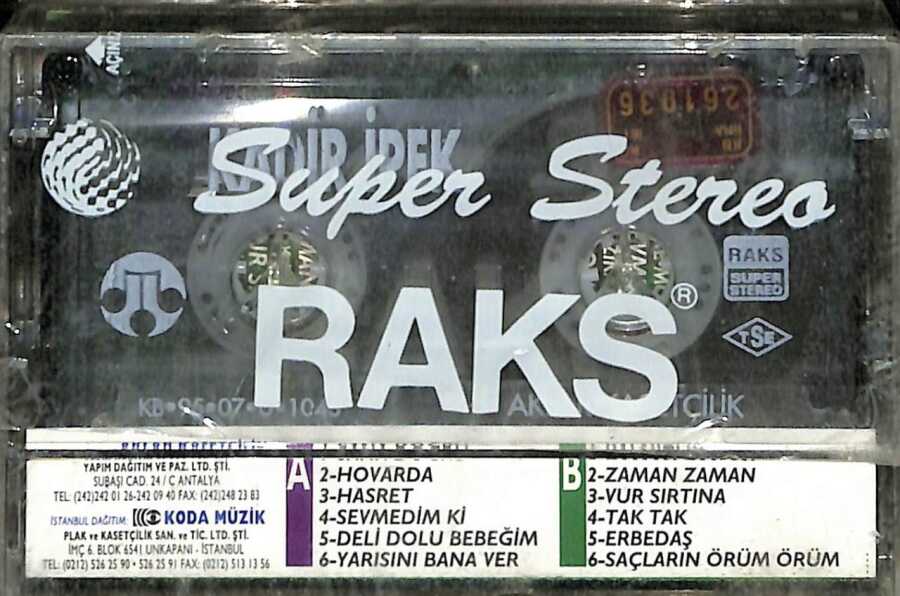 AÇINIZ
261936
KADİR İPEK
Super Stereo
RAKS®
RAKS
SUPER
STEREO
TSE
YAPIM DAĞITIM VE PAZ. LTD. ŞTİ.
SUBAŞI CAD. 24 / C ANTALYA
TEL: (242)242 01 26-242 09 40 FAX: (242)248 23 83
İSTANBUL DAĞITIM: KODA MÜZİK
PLAK ve KASETÇİLİK SAN. ve TİC. LTD. ŞTİ.
İMÇ 6. BLOK 6541 UNKAPANI - İSTANBUL
TEL: (0212) 526 25 90 • 526 25 91 FAX: (0212) 513 13 56
A
2-HOVARDA
3-HASRET
4-SEVMEDİM Kİ
5-DELİ DOLU BEBEĞİM
6-YARISINI BANA VER
B
2-ZAMAN ZAMAN
3-VUR SIRTINA
4-TAK TAK
5-ERBEDAŞ
6-SAÇLARIN ÖRÜM ÖRÜM